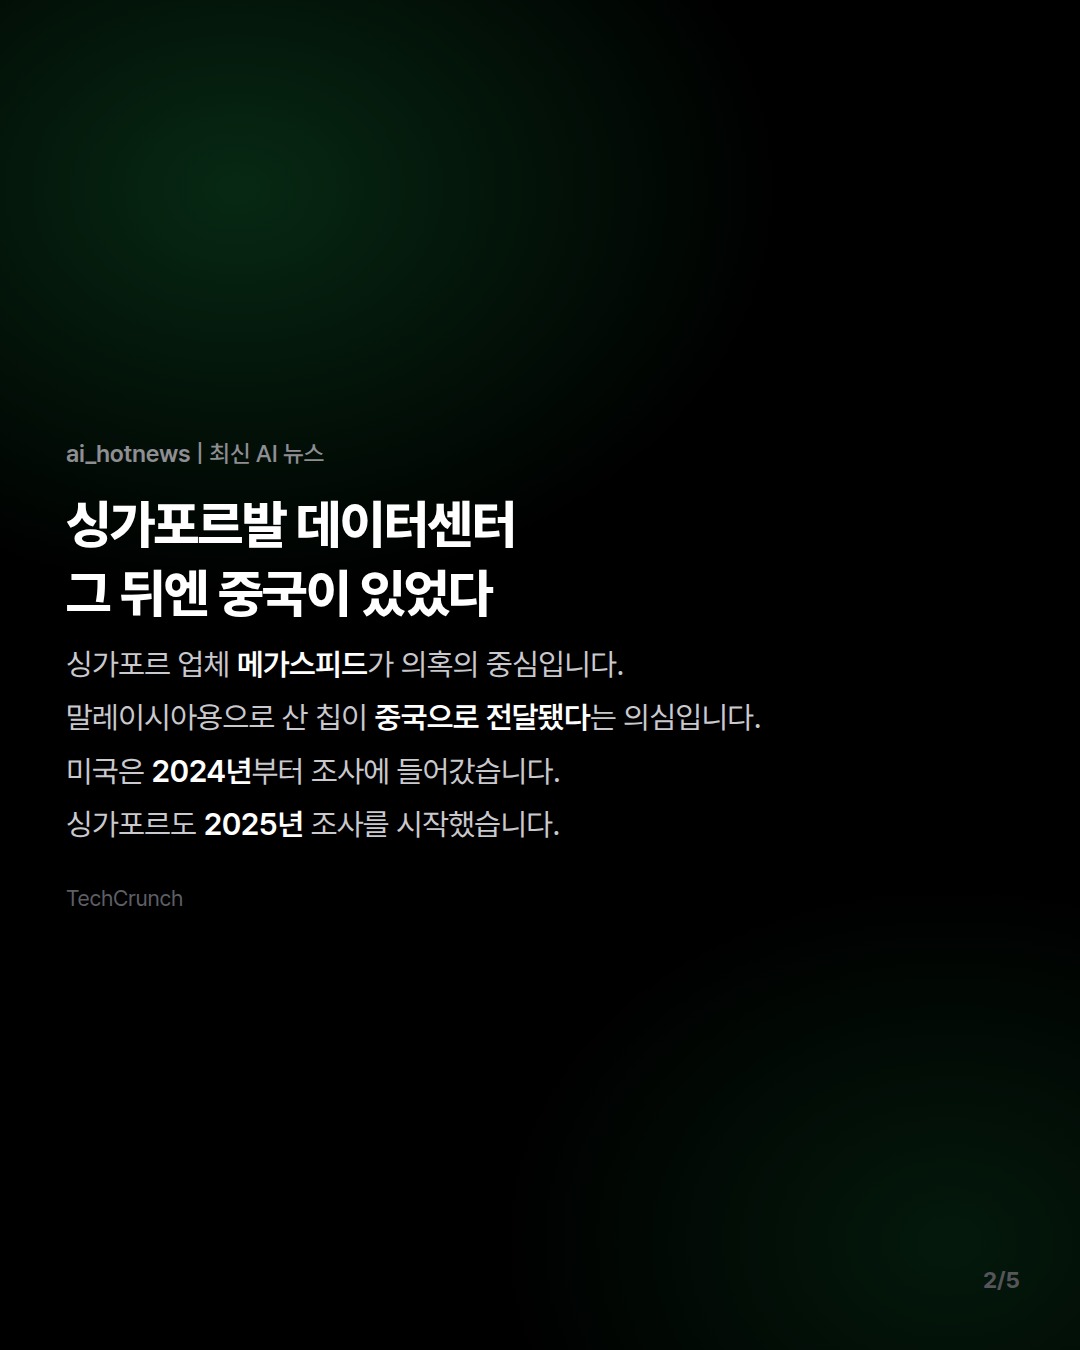 ai_hotnews | 최신 AI 뉴스
싱가포르발 데이터센터
그 뒤엔 중국이 있었다
싱가포르 업체 메가스피드가 의혹의 중심입니다.
말레이시아용으로 산 칩이 중국으로 전달됐다는 의심입니다.
미국은 2024년부터 조사에 들어갔습니다.
싱가포르도 2025년 조사를 시작했습니다.
TechCrunch
2/5